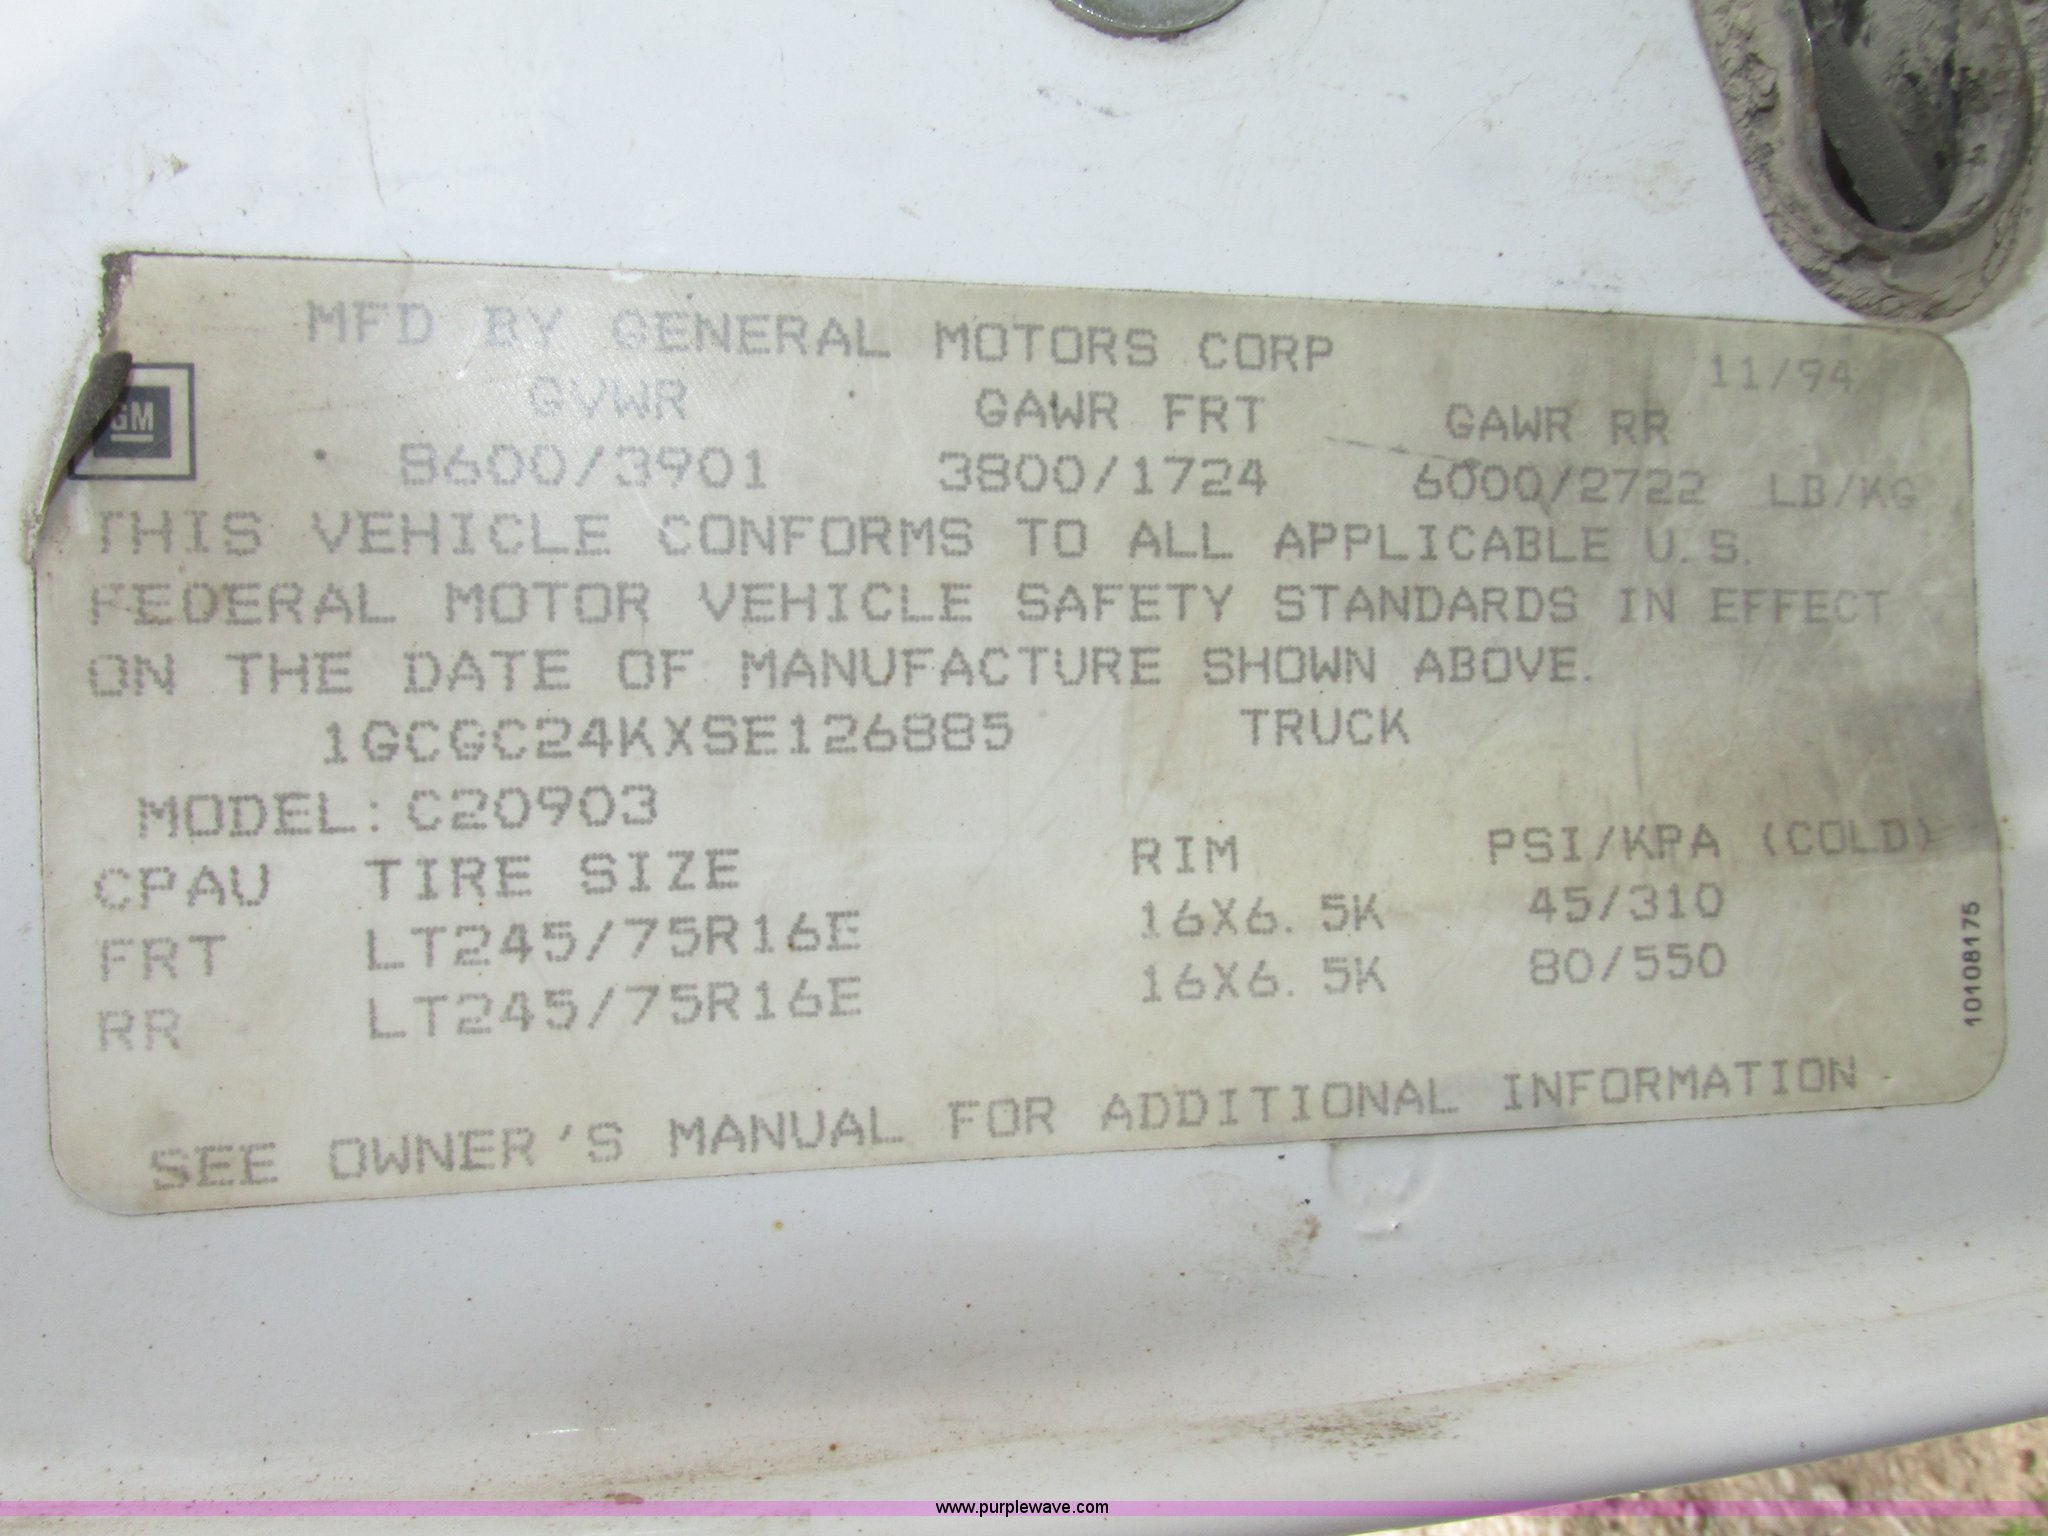 MFD BY GENERAL MOTORS CORP 11/94
GM
GVWR GAWR FRT GAWR RR
8600/3901 3800/1724 6000/2722 LB/KG
THIS VEHICLE CONFORMS TO ALL APPLICABLE U.S.
FEDERAL MOTOR VEHICLE SAFETY STANDARDS IN EFFECT
ON THE DATE OF MANUFACTURE SHOWN ABOVE.
1GCGC24KXSE126885 TRUCK
MODEL: C20903
CPAU TIRE SIZE RIM PSI/KPA (COLD)
FRT LT245/75R16E 16X6.5K 45/310
RR LT245/75R16E 16X6.5K 80/550
10108175
SEE OWNER'S MANUAL FOR ADDITIONAL INFORMATION
www.purplewave.com